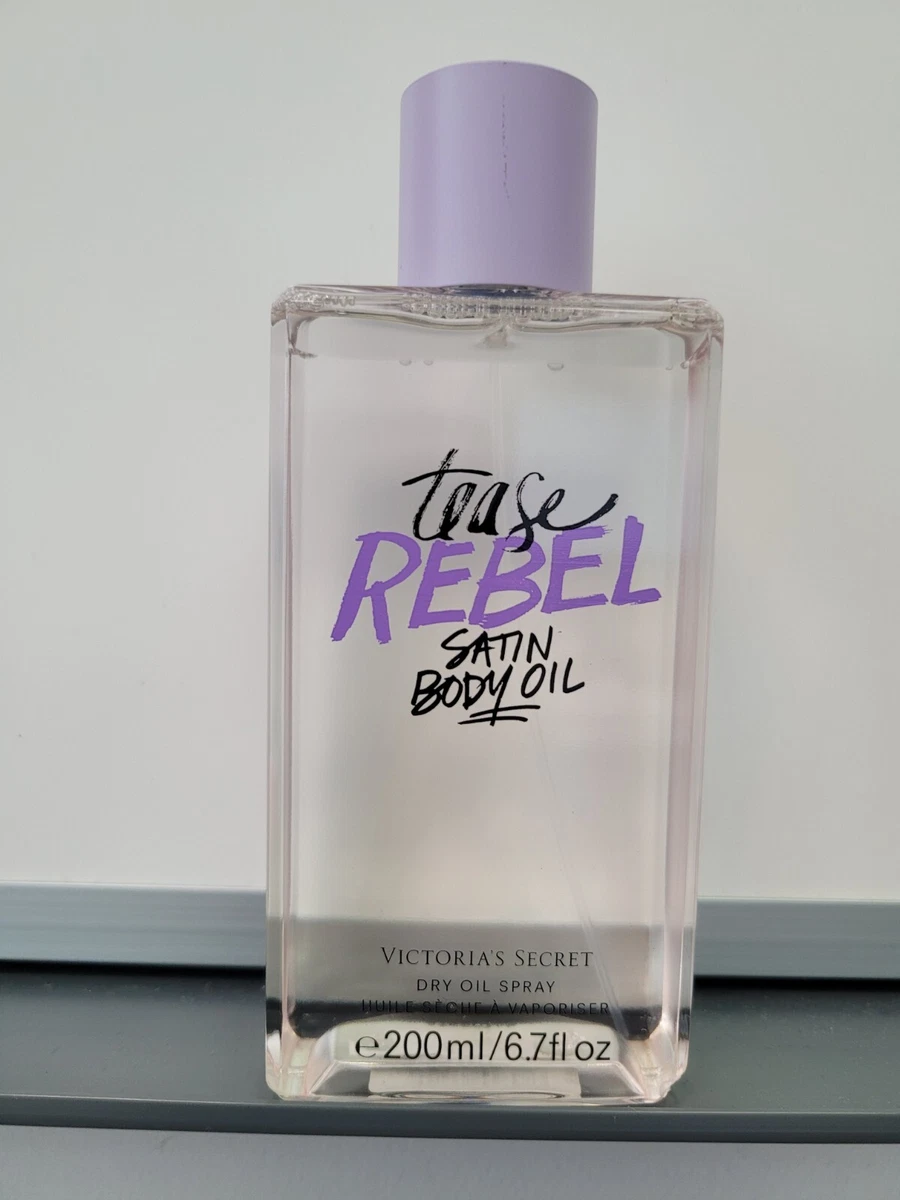 tease
REBEL
SATIN
BODY OIL
VICTORIA'S SECRET
DRY OIL SPRAY
HUILE SÈCHE À VAPORISER
℮200ml/6.7fl oz